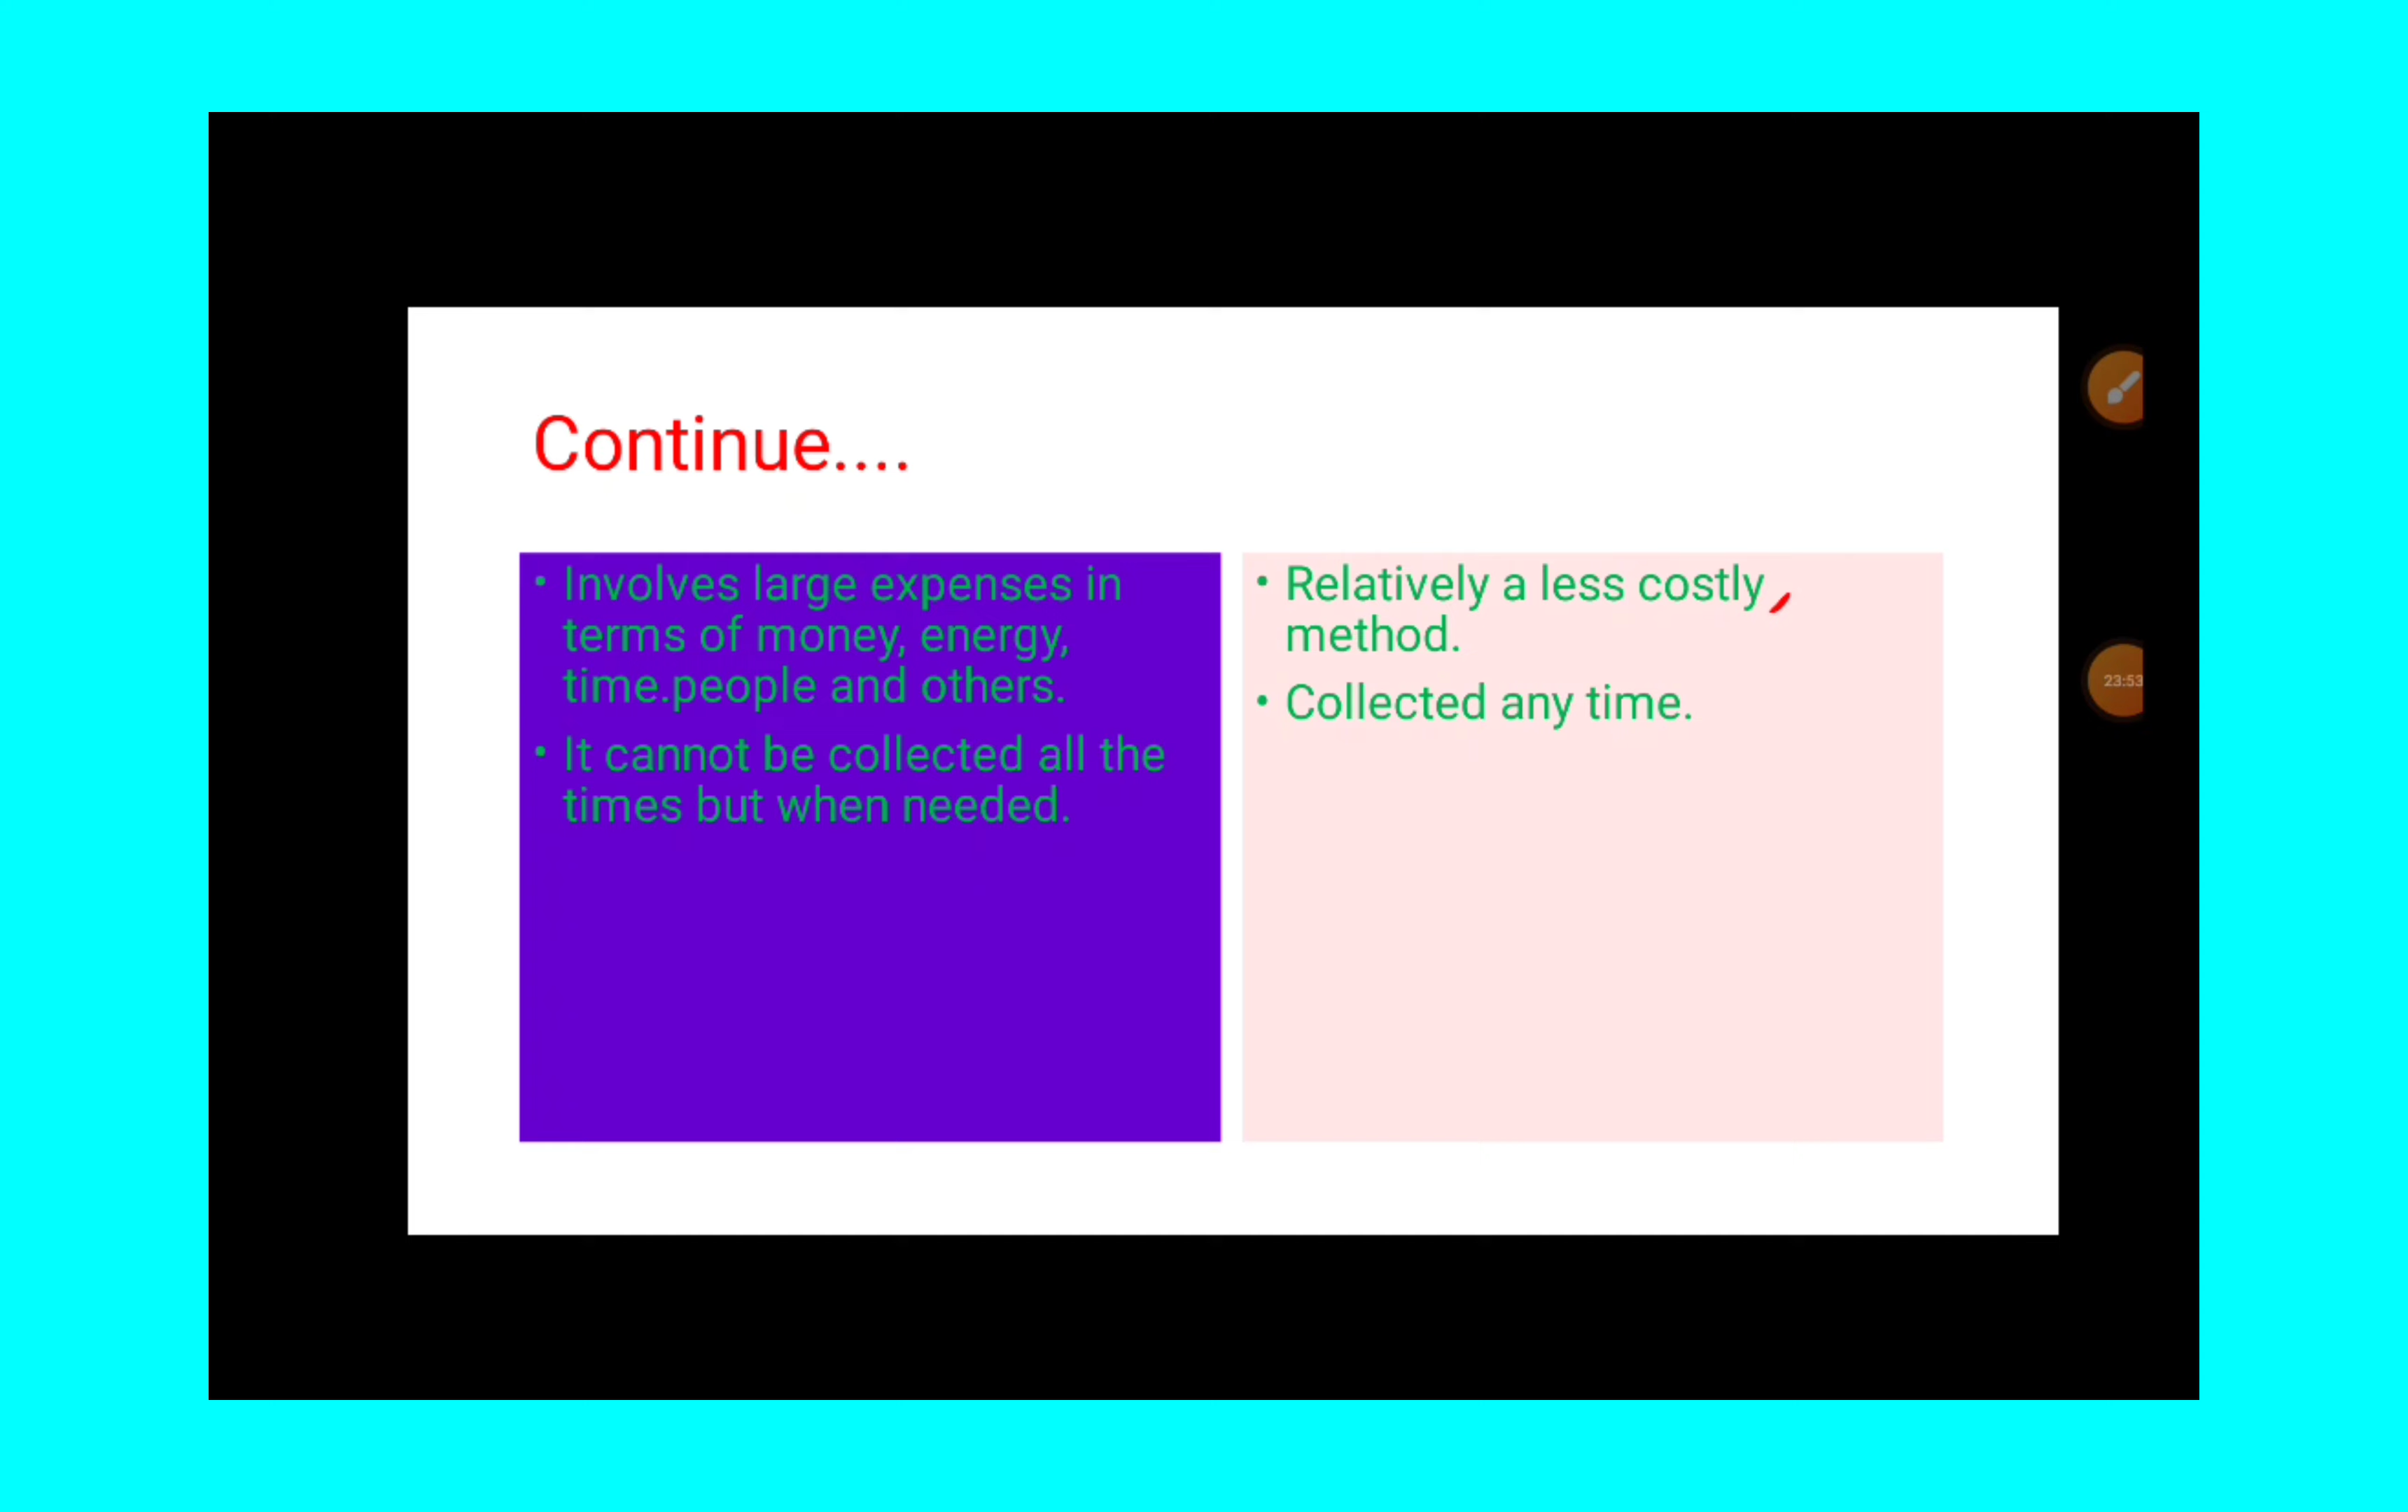 Continue....
• Involves large expenses in
terms of money, energy,
time.people and others.
• It cannot be collected all the
times but when needed.
• Relatively a less costly
method.
• Collected any time.
23:53